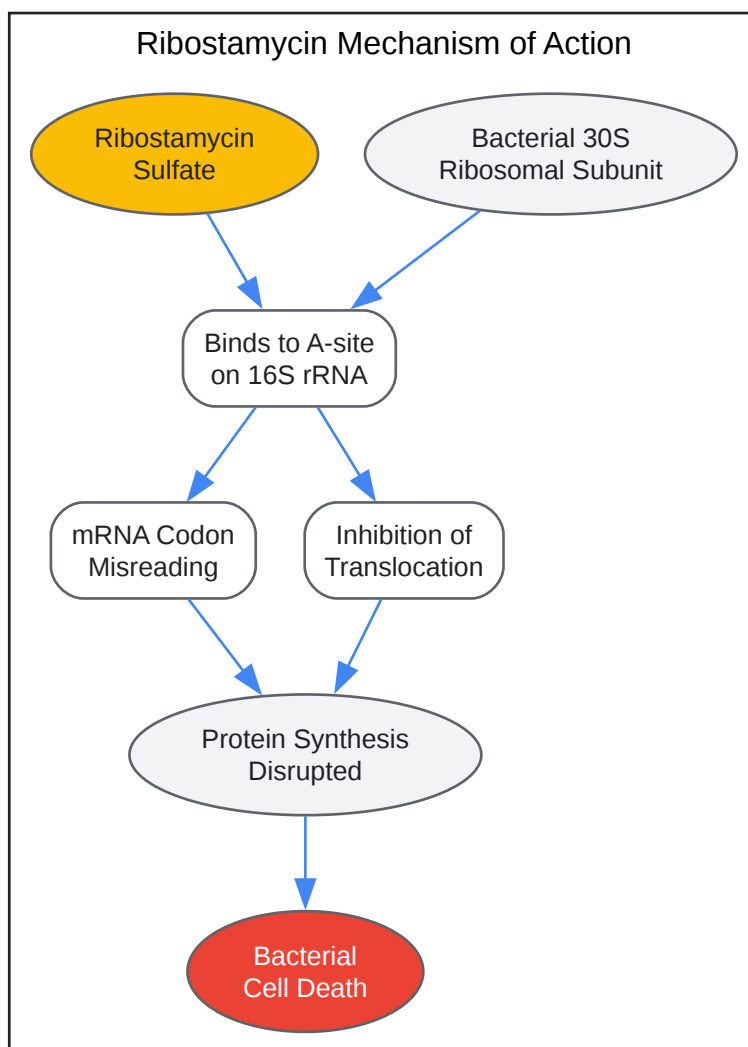 Ribostamycin Mechanism of Action
Ribostamycin
Sulfate
Bacterial 30S
Ribosomal Subunit
Binds to A-site
on 16S rRNA
mRNA Codon
Misreading
Inhibition of
Translocation
Protein Synthesis
Disrupted
Bacterial
Cell Death